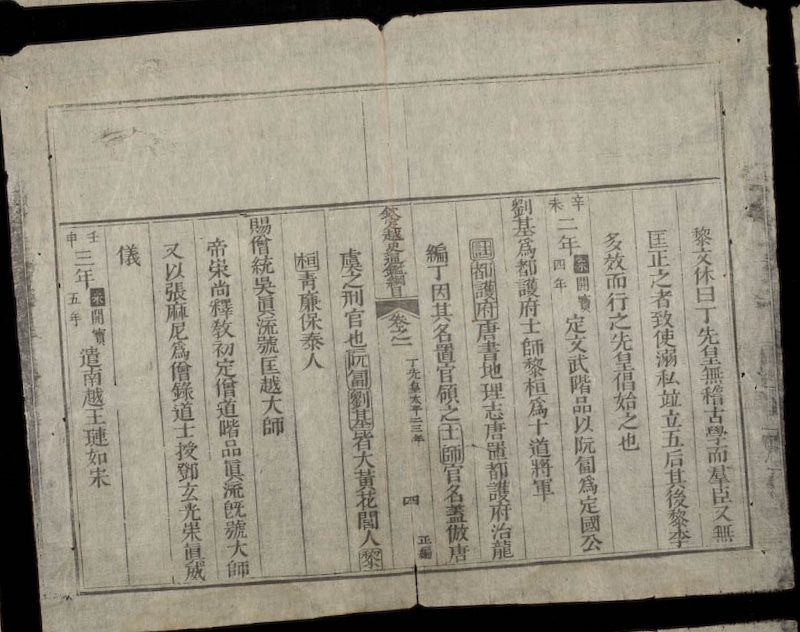 黎文休曰丁先皇無稽古學而羣臣又無
匡正之者致使溺私竝立五后其後黎李
多效而行之先皇倡始之也
辛未二年宋開寶四年定文武階品以阮匐爲定國公
劉基爲都護府士師黎桓爲十道將軍
註都護府唐書地理志唐置都護府治龍
編丁因其名置官領之士師官名蓋倣唐
欽定越史通鑑綱目 卷之一 丁先皇太平二三年 四 正編
虞之刑官也阮匐劉基皆大黃花閭人黎
桓青廉保泰人
賜僧統吳眞流號匡越大師
帝崇尚釋教初定僧道階品眞流旣號大師
又以張麻尼爲僧錄道士授鄧玄光崇眞威
儀
壬申三年宋開寶五年遣南越王璉如宋